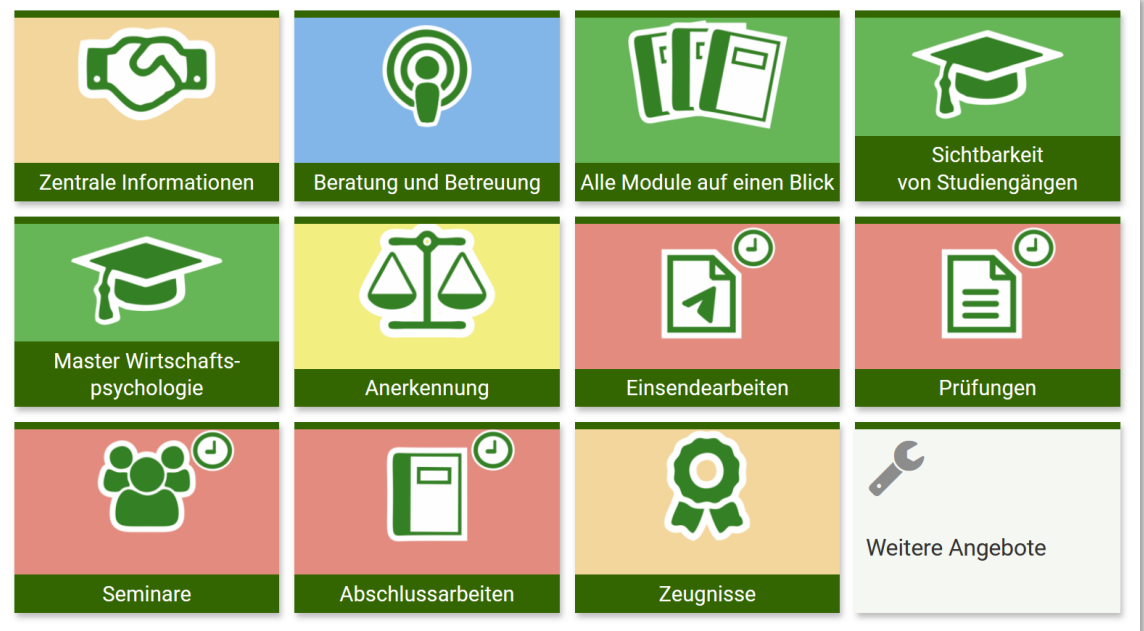 Zentrale Informationen
Beratung und Betreuung
Alle Module auf einen Blick
Sichtbarkeit
von Studiengängen
Master Wirtschafts-
psychologie
Anerkennung
Einsendearbeiten
Prüfungen
Seminare
Abschlussarbeiten
Zeugnisse
Weitere Angebote